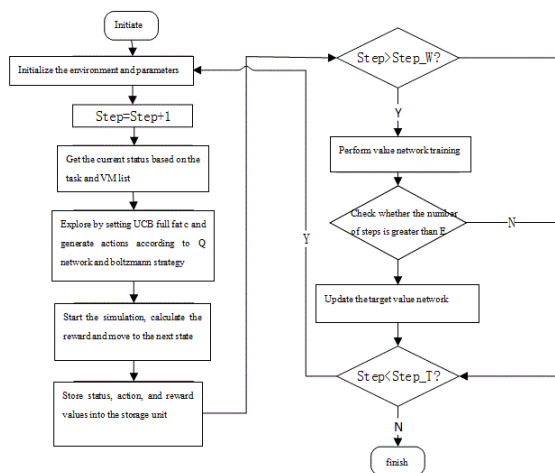 Initiate
Initialize the environment and parameters
Step=Step+1
Get the current status based on the
task and VM list
Explore by setting UCB full fat c and
generate actions according to Q
network and boltzmann strategy
Start the simulation, calculate the
reward and move to the next state
Store status, action, and reward
values into the storage unit
Step>Step_W?
Y
Perform value network training
Check whether the number
of steps is greater than E
N
Y
Update the target value network
Step<Step_T?
N
finish